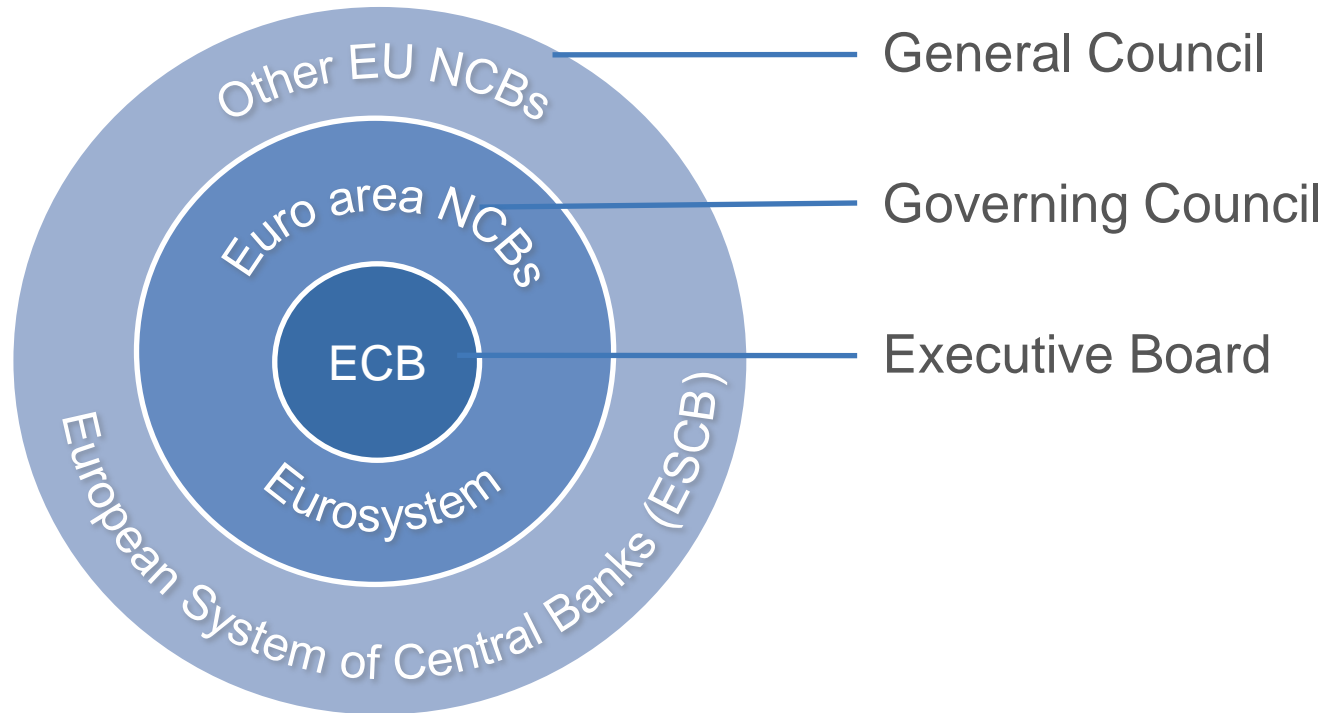 Other EU NCBs
General Council
Euro area NCBs
Governing Council
ECB
Executive Board
Eurosystem
European System of Central Banks (ESCB)